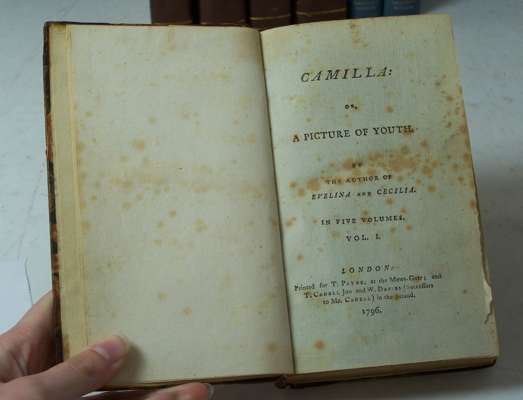 CAMILLA:
OR,
A PICTURE OF YOUTH.
BY
THE AUTHOR OF
EVELINA AND CECILIA.
IN FIVE VOLUMES.
VOL. I.
LONDON:
Printed for T. PAYNE, at the Mews-Gate; and
T. CADELL Jun. and W. DAVIES (Successors
to Mr. CADELL) in the Strand.
1796.